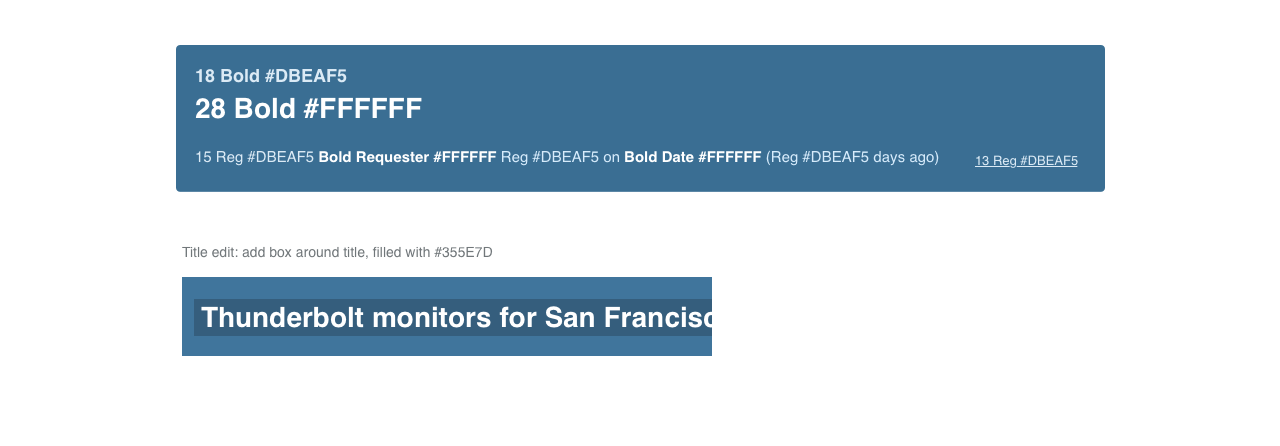 18 Bold #DBEAF5
28 Bold #FFFFFF
15 Reg #DBEAF5 Bold Requester #FFFFFF Reg #DBEAF5 on Bold Date #FFFFFF (Reg #DBEAF5 days ago)
13 Reg #DBEAF5
Title edit: add box around title, filled with #355E7D
Thunderbolt monitors for San Francisc